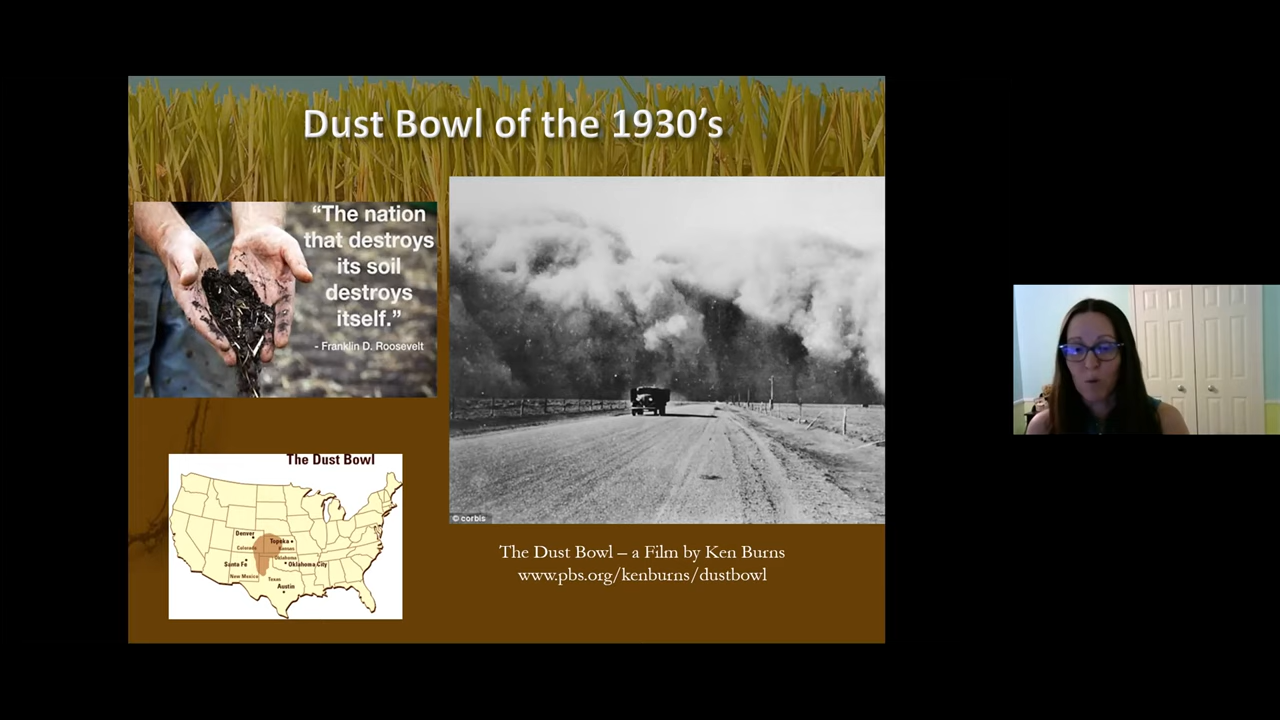 Dust Bowl of the 1930's
“The nation
that destroys
its soil
destroys
itself.”
- Franklin D. Roosevelt
© corbis
The Dust Bowl
Denver
Topeka
Colorado
Kansas
Oklahoma
Santa Fe
Oklahoma City
New Mexico
Texas
Austin
The Dust Bowl – a Film by Ken Burns
www.pbs.org/kenburns/dustbowl